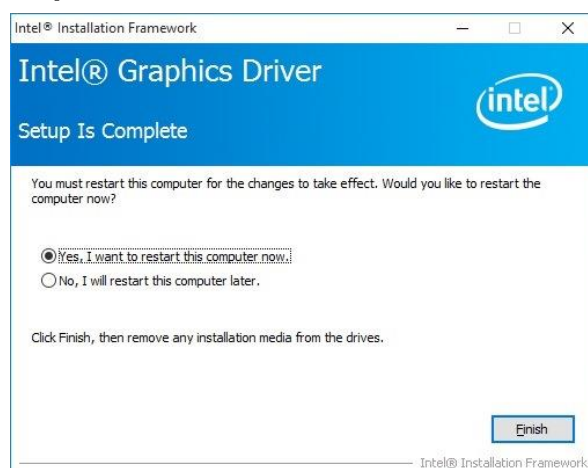 Intel® Installation Framework
Intel® Graphics Driver
intel
Setup Is Complete
You must restart this computer for the changes to take effect. Would you like to restart the
computer now?
Yes, I want to restart this computer now.
No, I will restart this computer later.
Click Finish, then remove any installation media from the drives.
Finish
Intel® Installation Framework